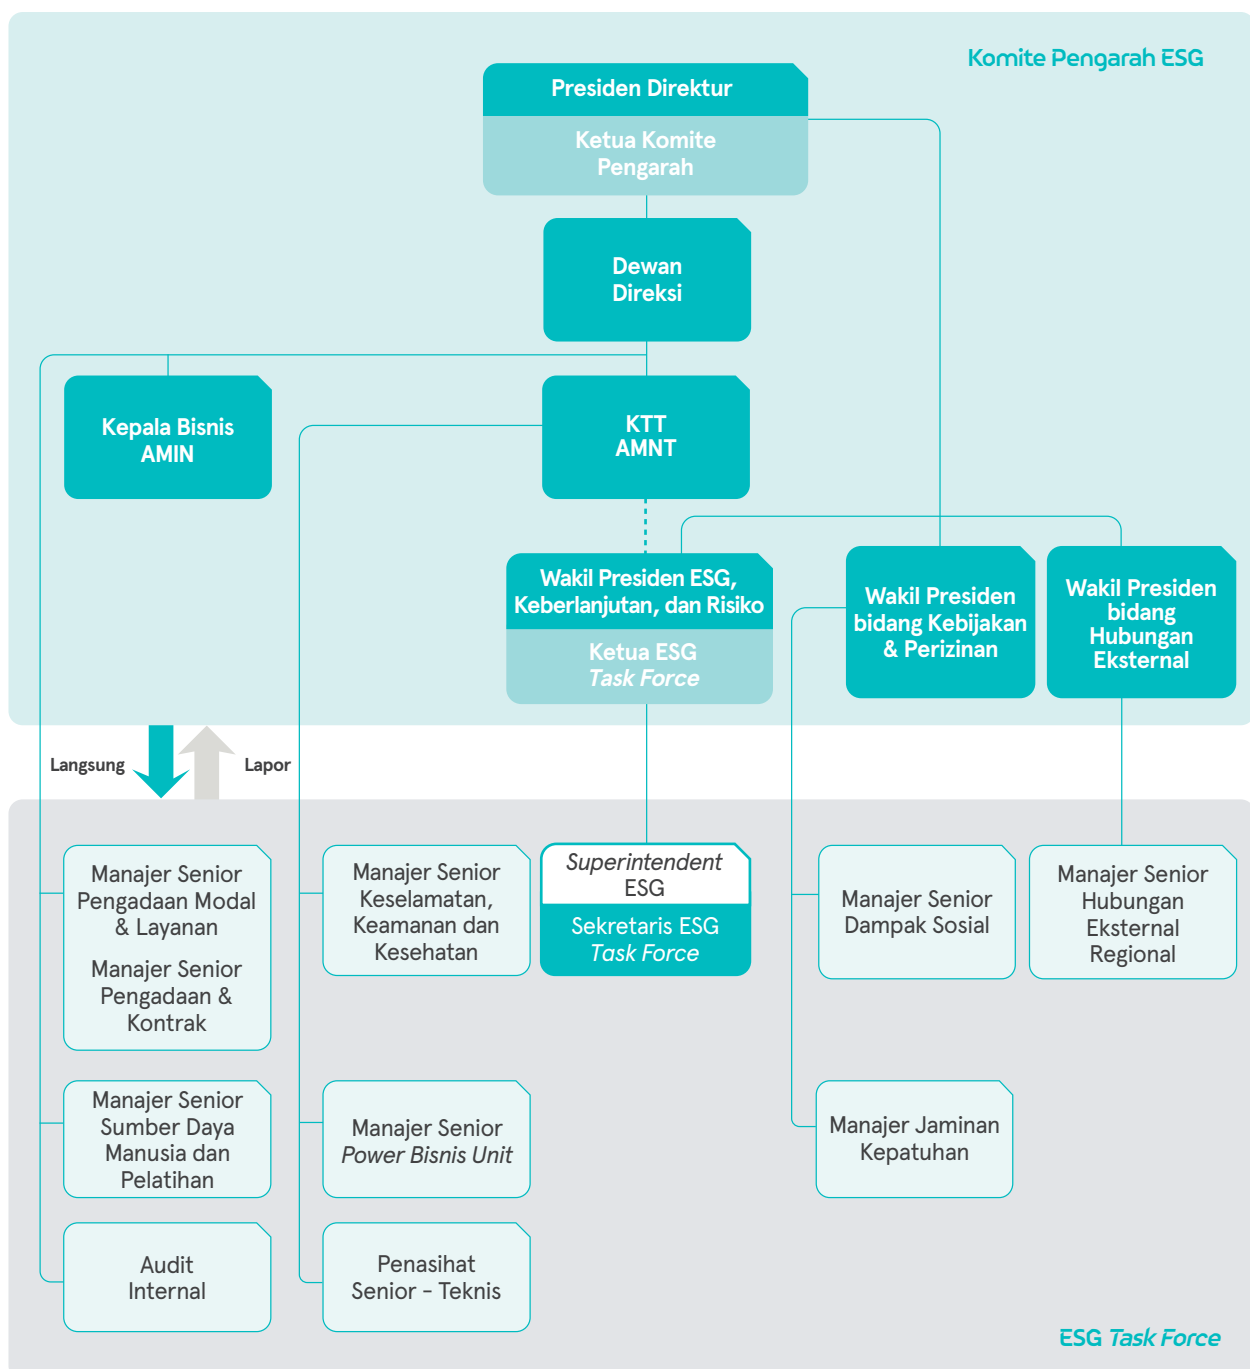 Komite Pengarah ESG
Presiden Direktur
Ketua Komite
Pengarah
Dewan
Direksi
Kepala Bisnis
AMIN
KTT
AMNT
Wakil Presiden ESG,
Keberlanjutan, dan Risiko
Ketua ESG
Task Force
Wakil Presiden
bidang Kebijakan
& Perizinan
Wakil Presiden
bidang
Hubungan
Eksternal
Langsung
Lapor
Manajer Senior
Pengadaan Modal
& Layanan
Manajer Senior
Pengadaan &
Kontrak
Manajer Senior
Keselamatan,
Keamanan dan
Kesehatan
Superintendent
ESG
Sekretaris ESG
Task Force
Manajer Senior
Dampak Sosial
Manajer Senior
Hubungan
Eksternal
Regional
Manajer Senior
Sumber Daya
Manusia dan
Pelatihan
Manajer Senior
Power Bisnis Unit
Manajer Jaminan
Kepatuhan
Audit
Internal
Penasihat
Senior - Teknis
ESG Task Force